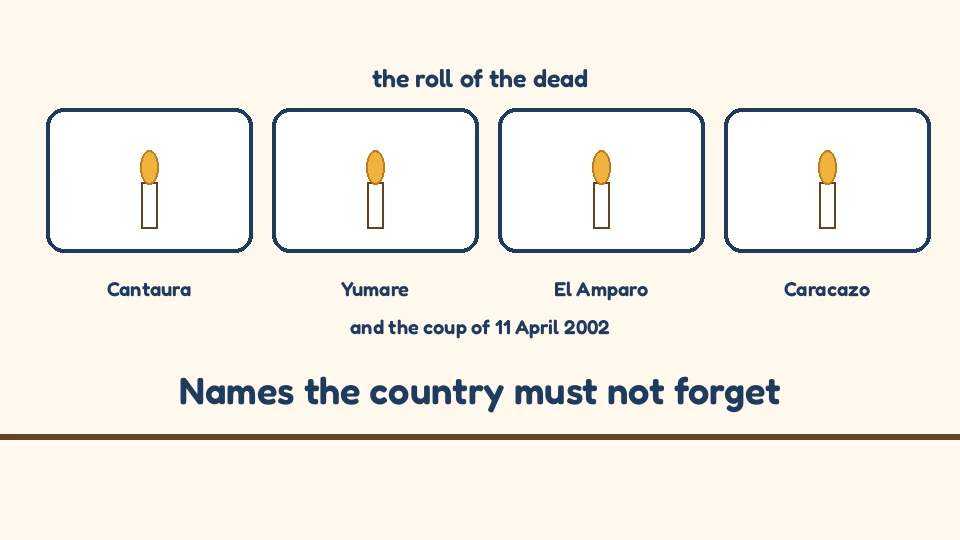 the roll of the dead
Cantaura
Yumare
El Amparo
Caracazo
and the coup of 11 April 2002
Names the country must not forget